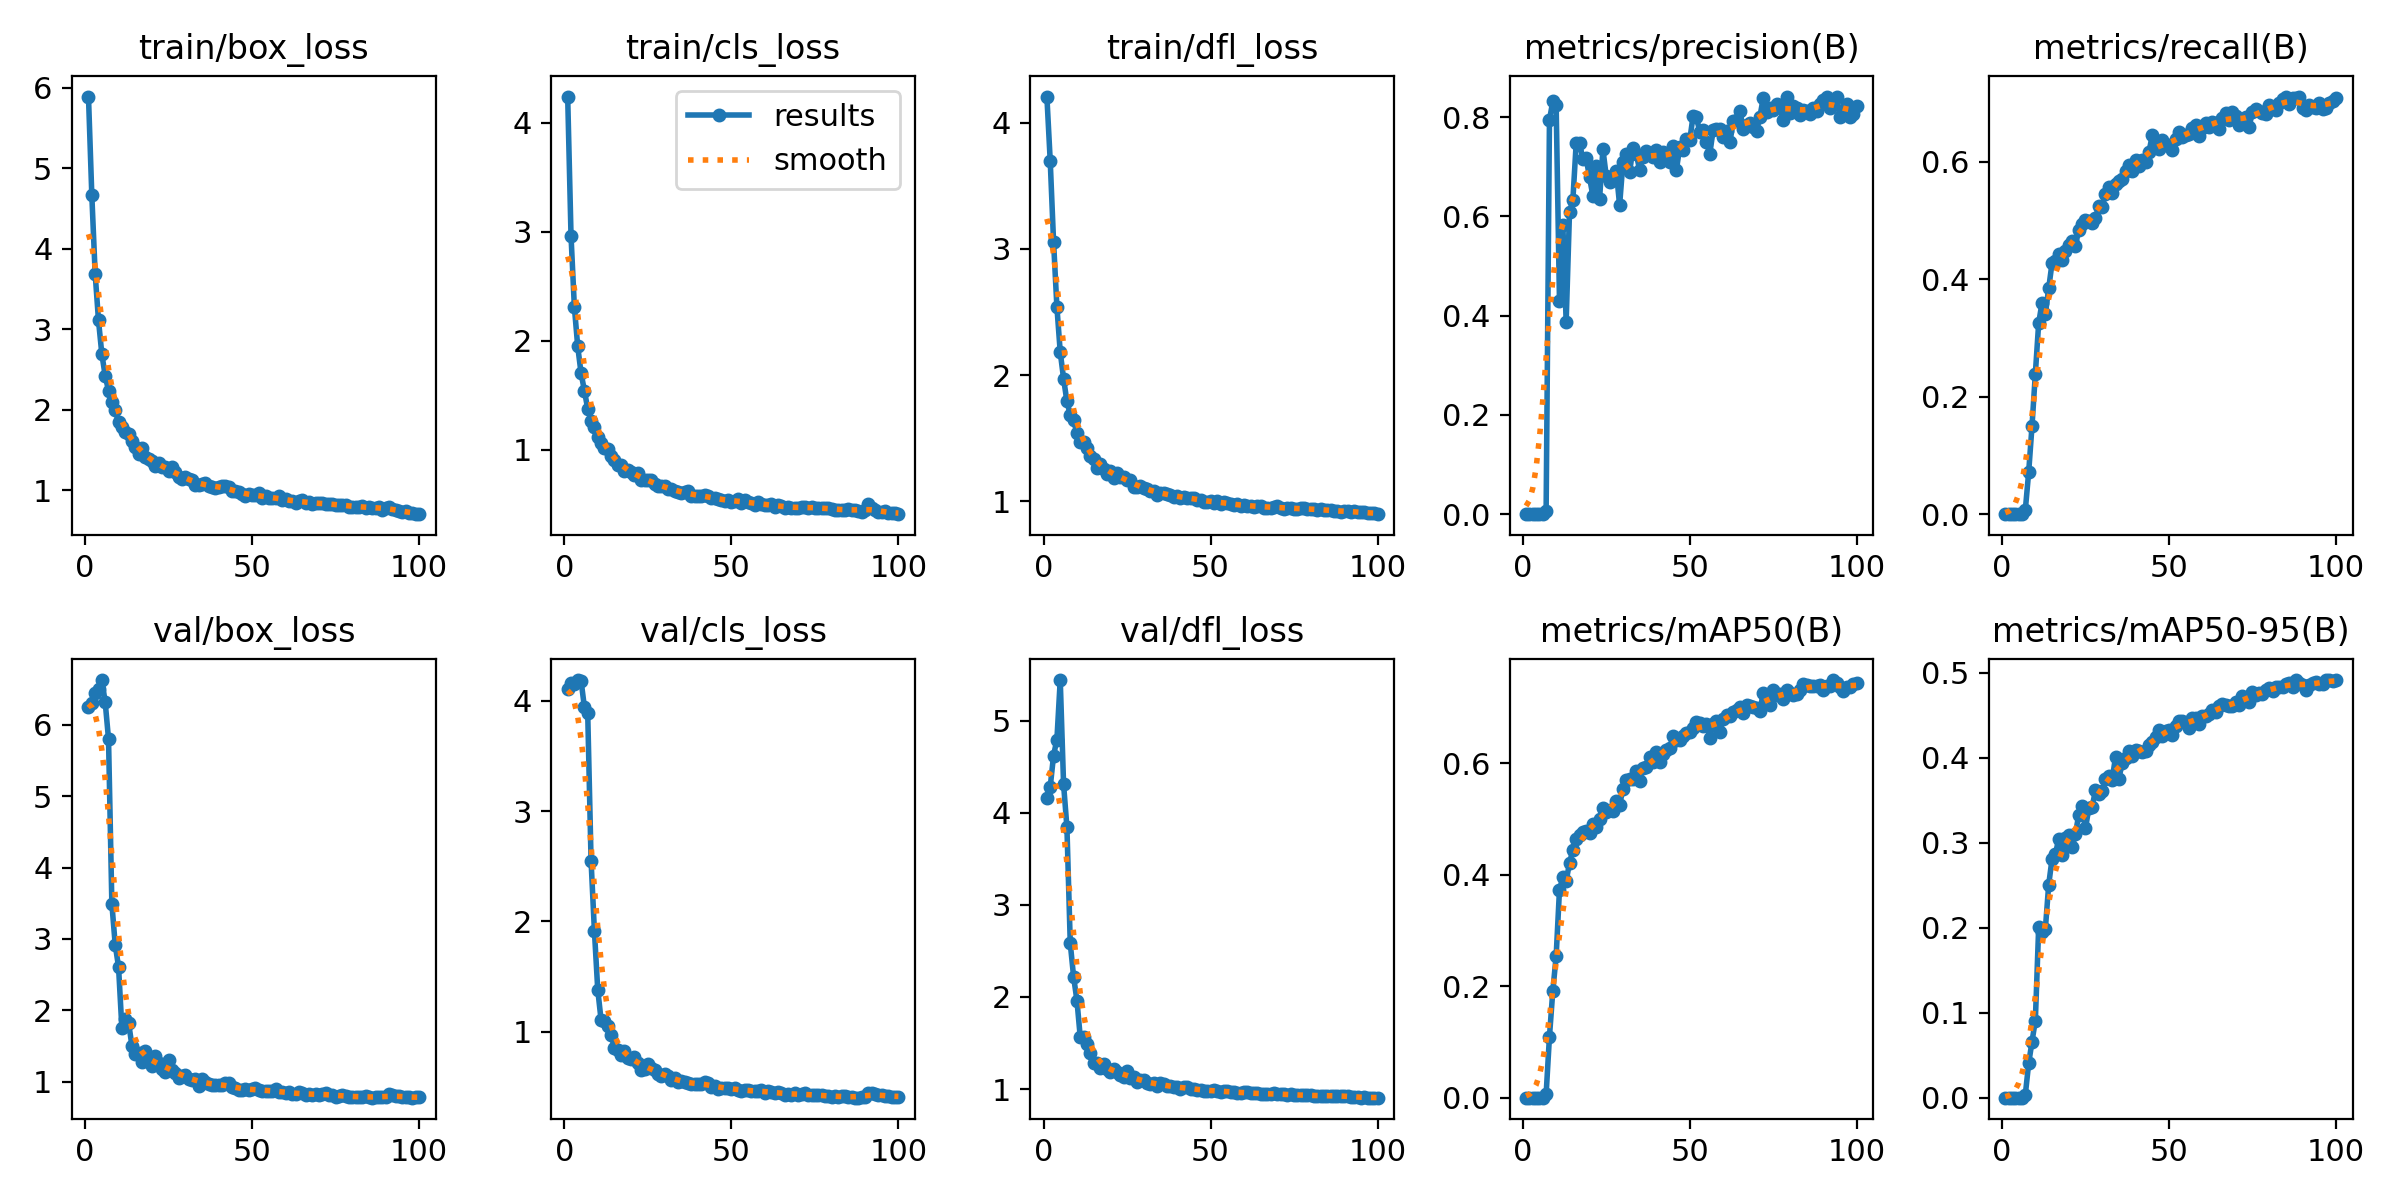 train/box_loss
6
5
4
3
2
1
0 50 100
train/cls_loss
results
smooth
4
3
2
1
0 50 100
train/dfl_loss
4
3
2
1
0 50 100
metrics/precision(B)
0.8
0.6
0.4
0.2
0.0
0 50 100
metrics/recall(B)
0.6
0.4
0.2
0.0
0 50 100
val/box_loss
6
5
4
3
2
1
0 50 100
val/cls_loss
4
3
2
1
0 50 100
val/dfl_loss
5
4
3
2
1
0 50 100
metrics/mAP50(B)
0.6
0.4
0.2
0.0
0 50 100
metrics/mAP50-95(B)
0.5
0.4
0.3
0.2
0.1
0.0
0 50 100